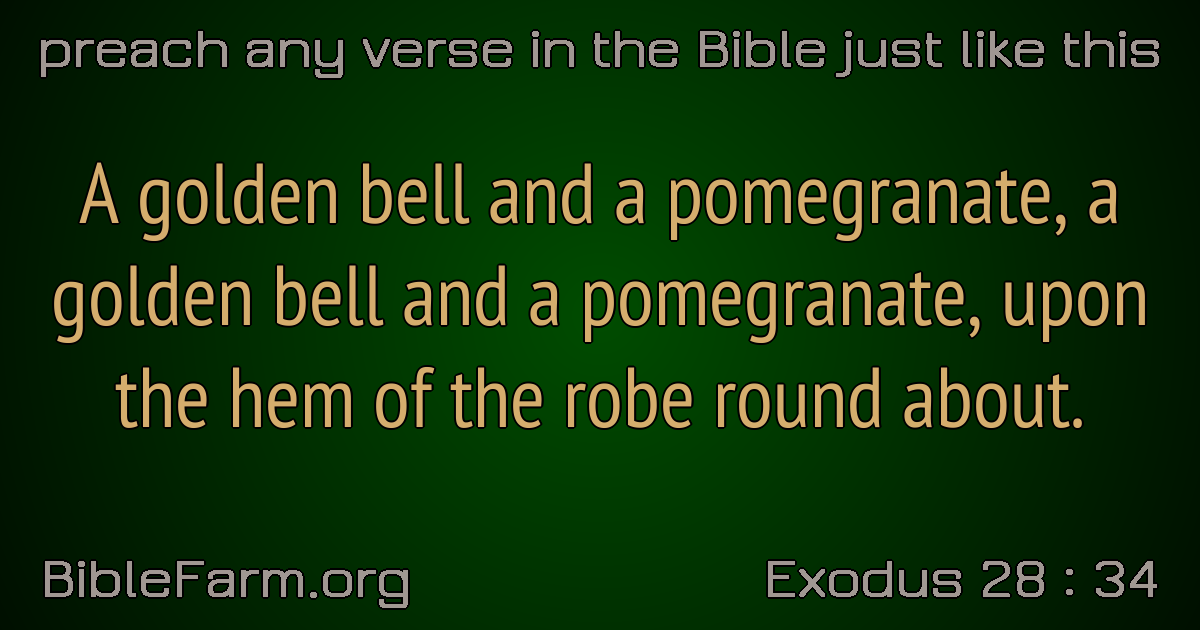 preach any verse in the Bible just like this
A golden bell and a pomegranate, a
golden bell and a pomegranate, upon
the hem of the robe round about.
BibleFarm.org
Exodus 28 : 34